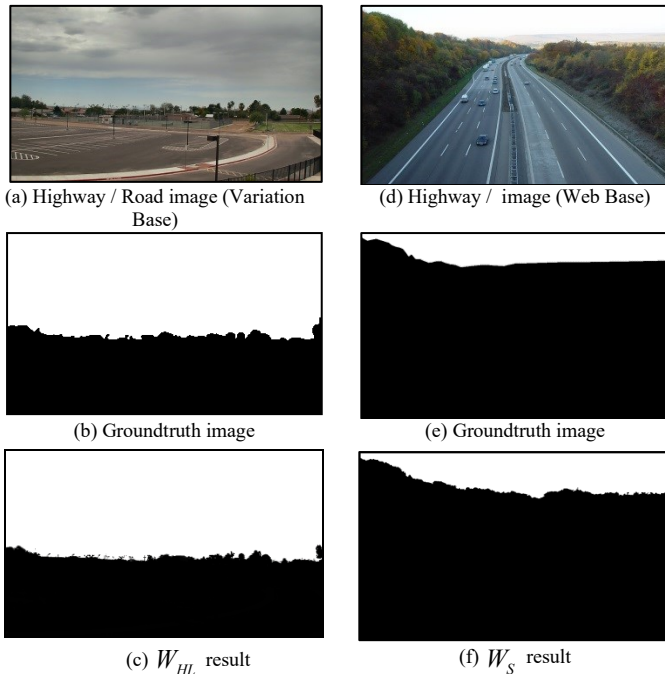 (a) Highway / Road image (Variation
Base)
(d) Highway /  image (Web Base)
(b) Groundtruth image
(e) Groundtruth image
(c) W_HL result
(f) W_S result